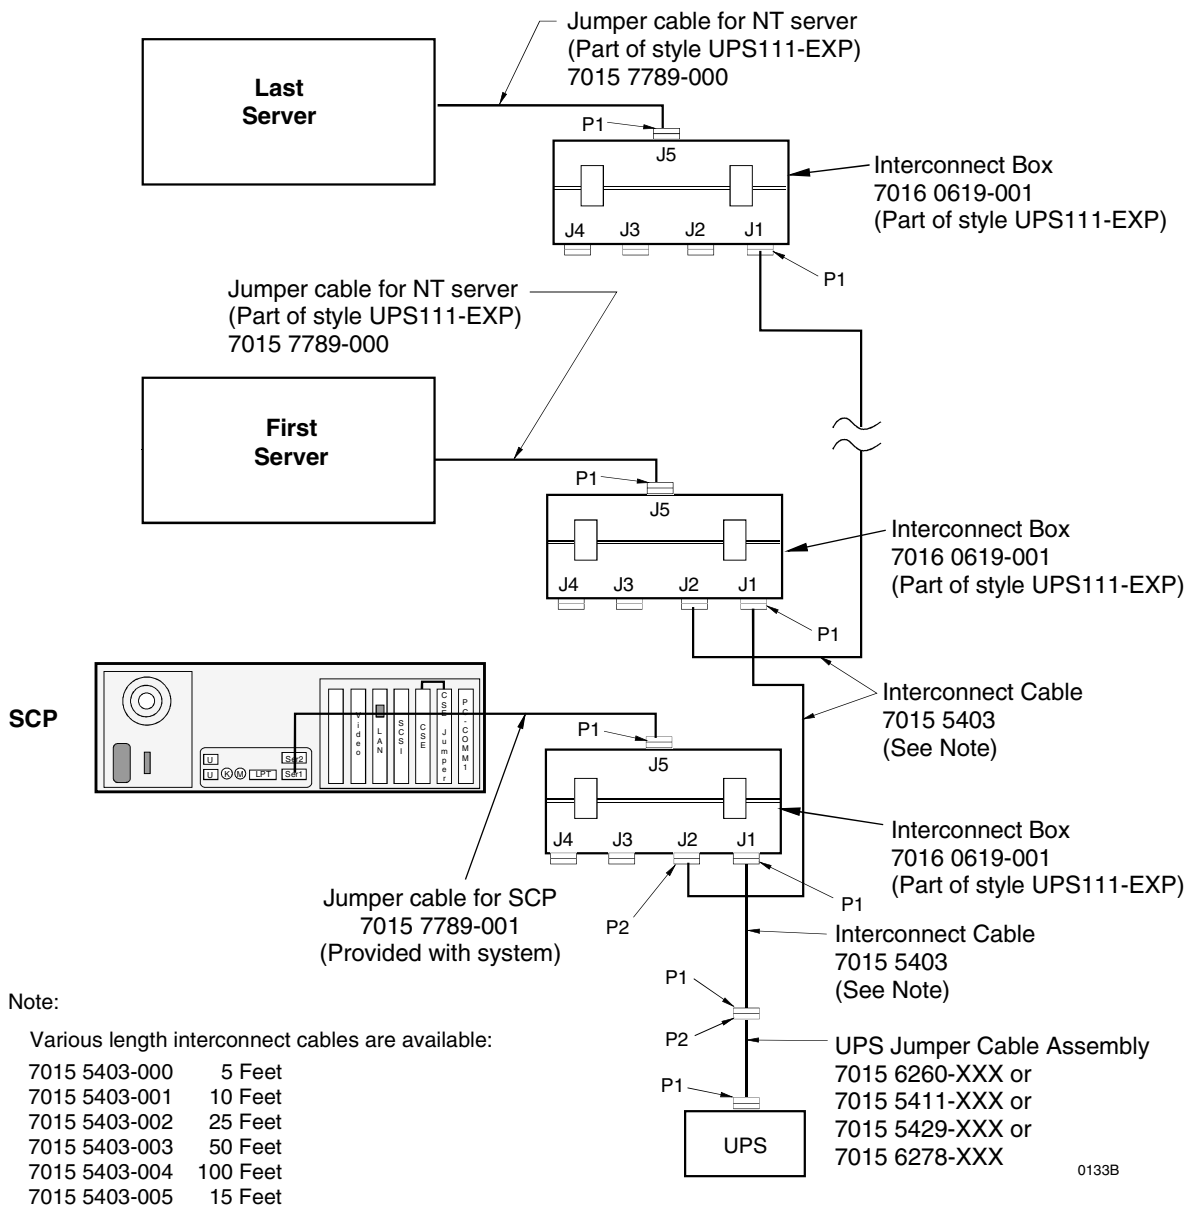 Jumper cable for NT server
(Part of style UPS111-EXP)
7015 7789-000
Last
Server
P1
J5
Interconnect Box
7016 0619-001
(Part of style UPS111-EXP)
J4 J3 J2 J1
P1
Jumper cable for NT server
(Part of style UPS111-EXP)
7015 7789-000
First
Server
P1
J5
Interconnect Box
7016 0619-001
(Part of style UPS111-EXP)
J4 J3 J2 J1
P1
Interconnect Cable
7015 5403
(See Note)
SCP
Video
LAN
SCSI
CSE
CSE Jumper
PC-COMM1
U Ser2
U K M LPT Ser1
P1
J5
Interconnect Box
7016 0619-001
(Part of style UPS111-EXP)
J4 J3 J2 J1
P1
P2
Jumper cable for SCP
7015 7789-001
(Provided with system)
Interconnect Cable
7015 5403
(See Note)
P1
P2
UPS Jumper Cable Assembly
7015 6260-XXX or
7015 5411-XXX or
7015 5429-XXX or
7015 6278-XXX
P1
UPS
0133B
Note:
Various length interconnect cables are available:
7015 5403-000 5 Feet
7015 5403-001 10 Feet
7015 5403-002 25 Feet
7015 5403-003 50 Feet
7015 5403-004 100 Feet
7015 5403-005 15 Feet